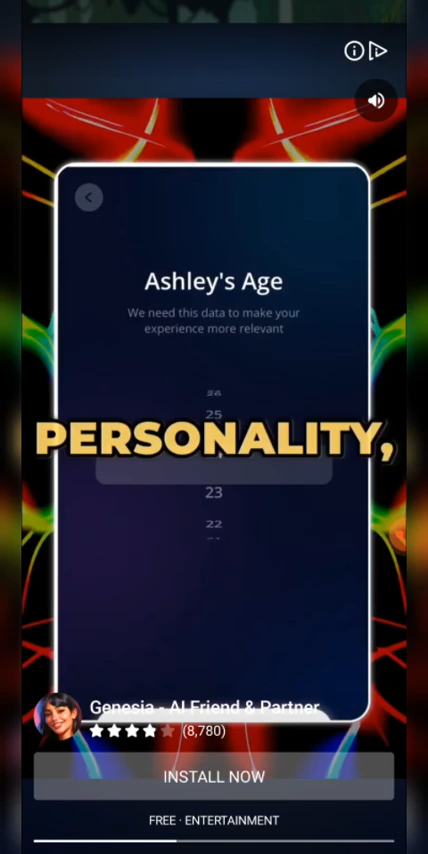 Ashley's Age
We need this data to make your
experience more relevant
25
PERSONALITY,
23
22
Genesia - AI Friend & Partner
(8,780)
INSTALL NOW
FREE · ENTERTAINMENT